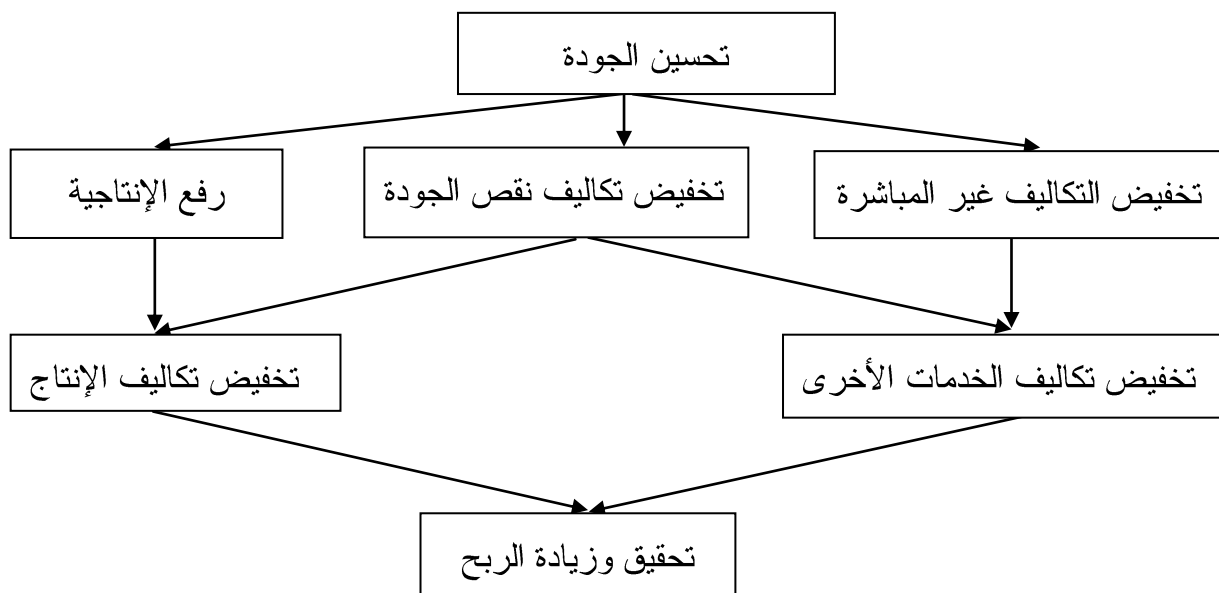 تحسين الجودة
تخفيض التكاليف غير المباشرة
تخفيض تكاليف نقص الجودة
رفع الإنتاجية
تخفيض تكاليف الخدمات الأخرى
تخفيض تكاليف الإنتاج
تحقيق وزيادة الربح